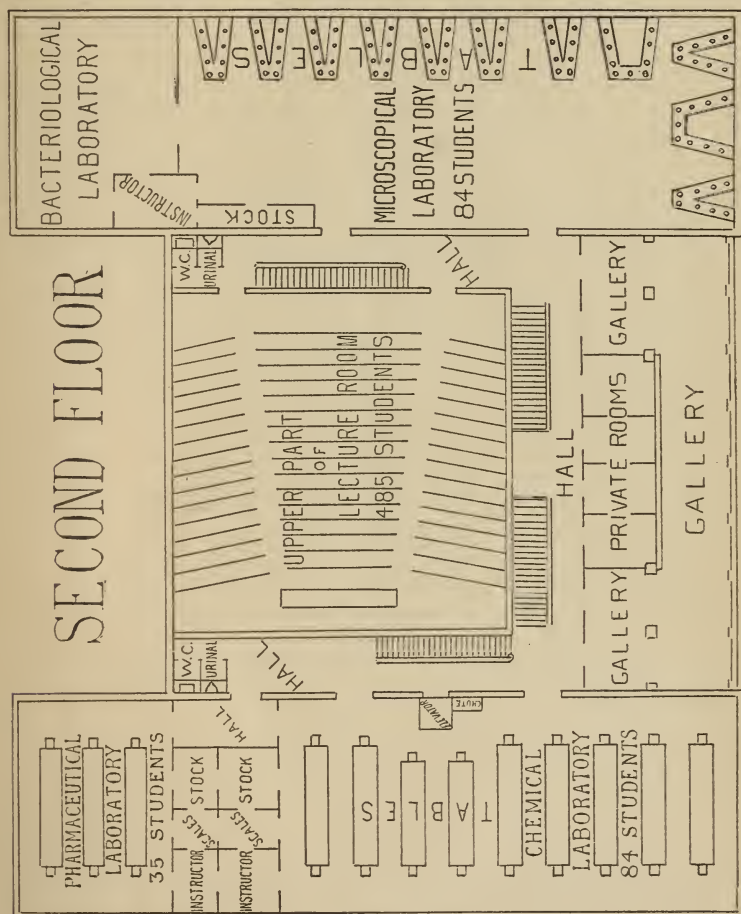 SECOND FLOOR
BACTERIOLOGICAL
LABORATORY
INSTRUCTOR
STOCK
TABLES
MICROSCOPICAL
LABORATORY
84 STUDENTS
W.C.
URINAL
HALL
UPPER PART
OF
LECTURE ROOM
485 STUDENTS
HALL
GALLERY PRIVATE ROOMS GALLERY
GALLERY
W.C.
URINAL
HALL
HALL
ELEVATOR
CHUTE
PHARMACEUTICAL
LABORATORY
35 STUDENTS
INSTRUCTOR SCALES STOCK
INSTRUCTOR SCALES STOCK
TABLES
CHEMICAL
LABORATORY
84 STUDENTS